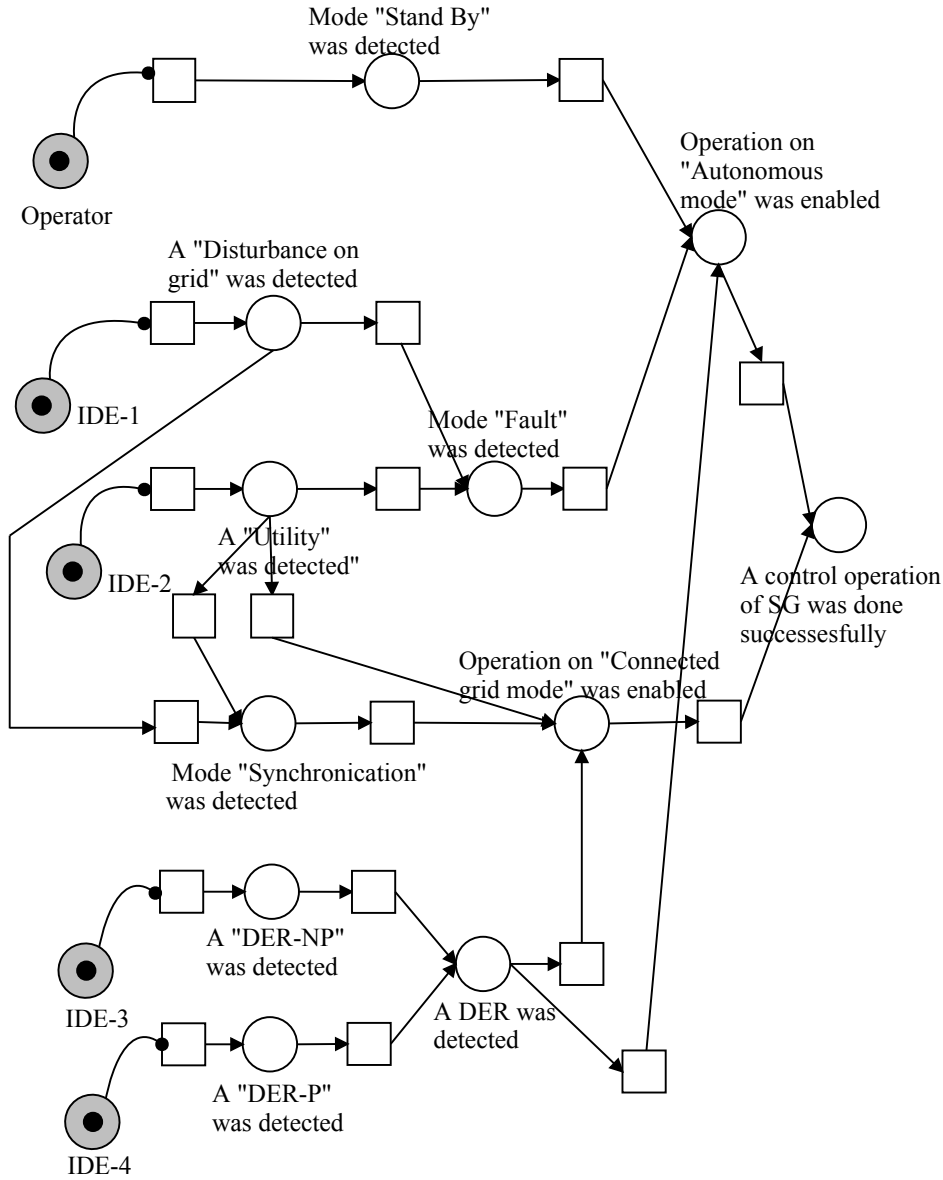 Mode "Stand By"
was detected
Operator
Operation on
"Autonomous
mode" was enabled
A "Disturbance on
grid" was detected
IDE-1
Mode "Fault"
was detected
IDE-2
A "Utility"
was detected"
A control operation
of SG was done
successesfully
Operation on "Connected
grid mode" was enabled
Mode "Synchronication"
was detected
A "DER-NP"
was detected
IDE-3
A DER was
detected
A "DER-P"
was detected
IDE-4